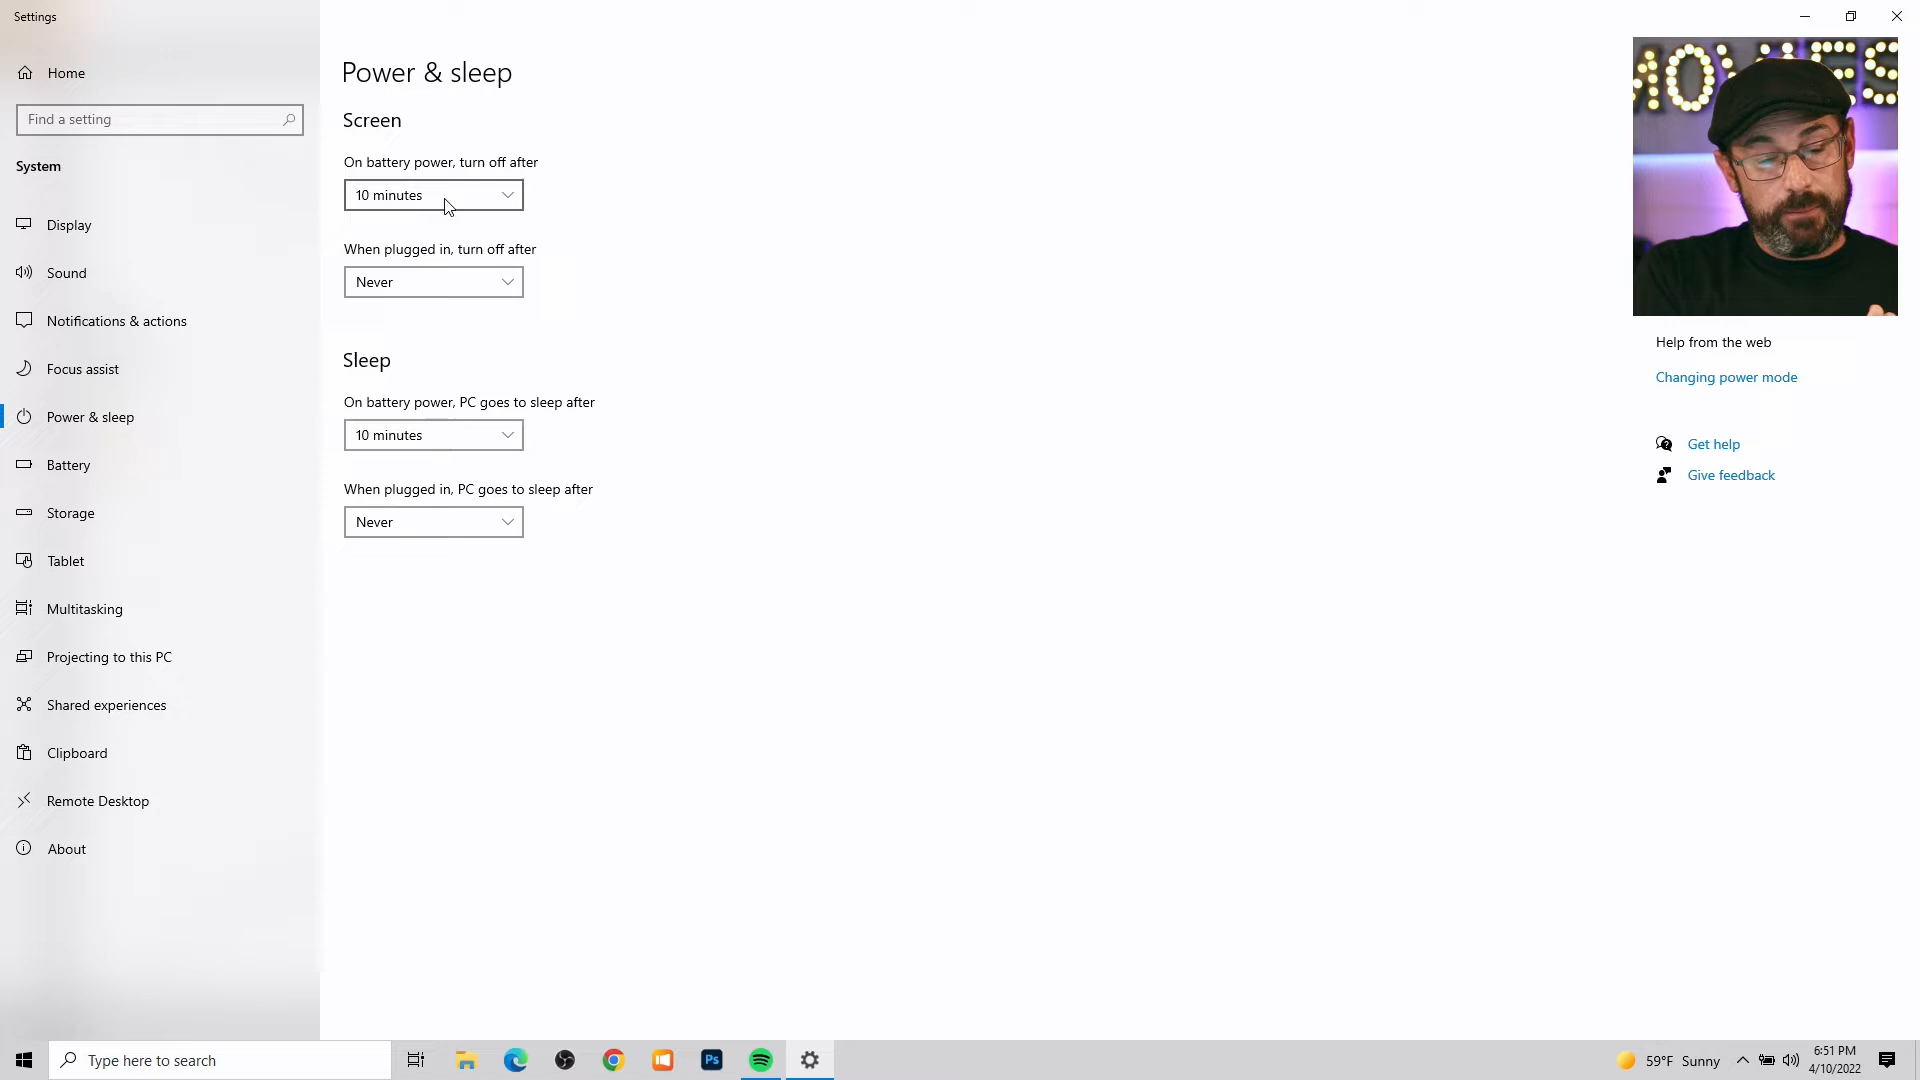 Settings
Home
Find a setting
System
Display
Sound
Notifications & actions
Focus assist
Power & sleep
Battery
Storage
Tablet
Multitasking
Projecting to this PC
Shared experiences
Clipboard
Remote Desktop
About
Power & sleep
Screen
On battery power, turn off after
10 minutes
When plugged in, turn off after
Never
Sleep
On battery power, PC goes to sleep after
10 minutes
When plugged in, PC goes to sleep after
Never
MOVIES
Help from the web
Changing power mode
Get help
Give feedback
Type here to search
Ps
59°F Sunny
6:51 PM
4/10/2022